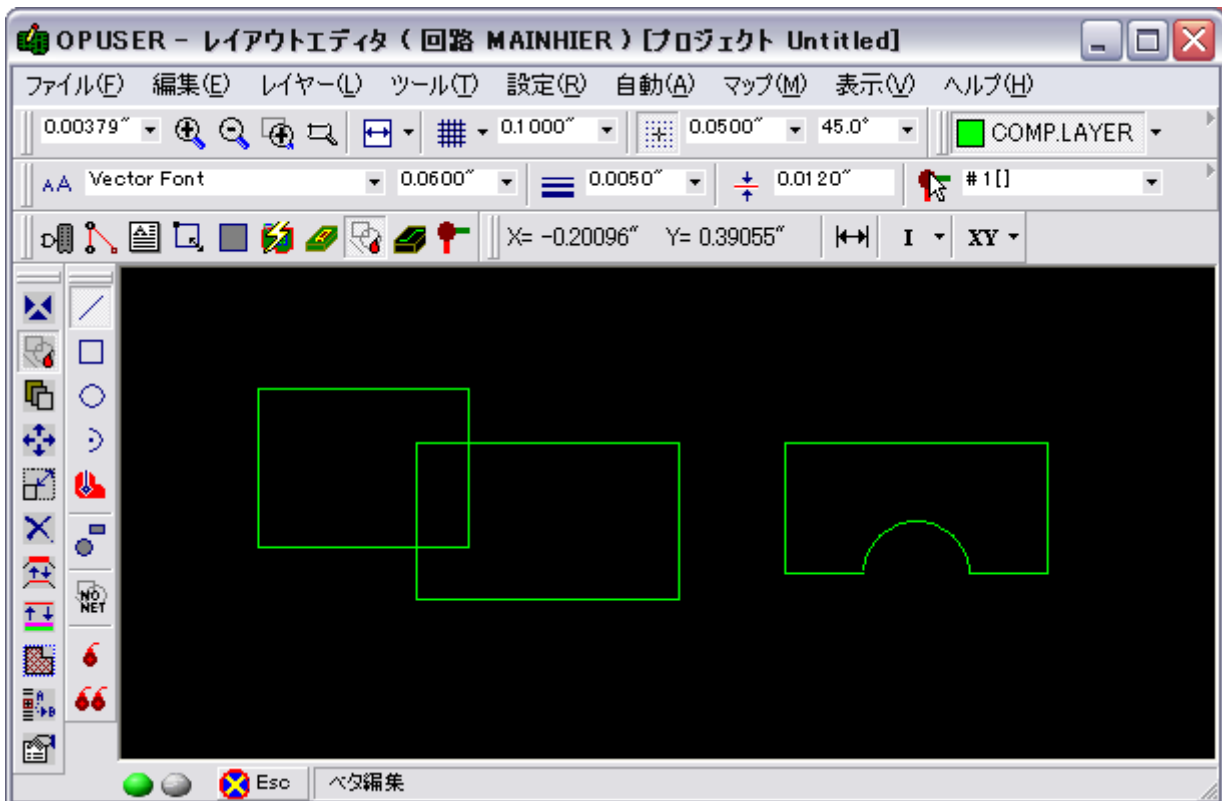 OPUSER - レイアウトエディタ ( 回路 MAINHIER ) [プロジェクト Untitled]
ファイル(F) 編集(E) レイヤー(L) ツール(T) 設定(R) 自動(A) マップ(M) 表示(V) ヘルプ(H)
0.00379″ 0.1000″ 0.0500″ 45.0° COMP.LAYER
AA Vector Font 0.0600″ 0.0050″ 0.0120″ #1[]
X= -0.20096″ Y= 0.39055″ I XY
NO
NET
A
B
Esc ベタ編集